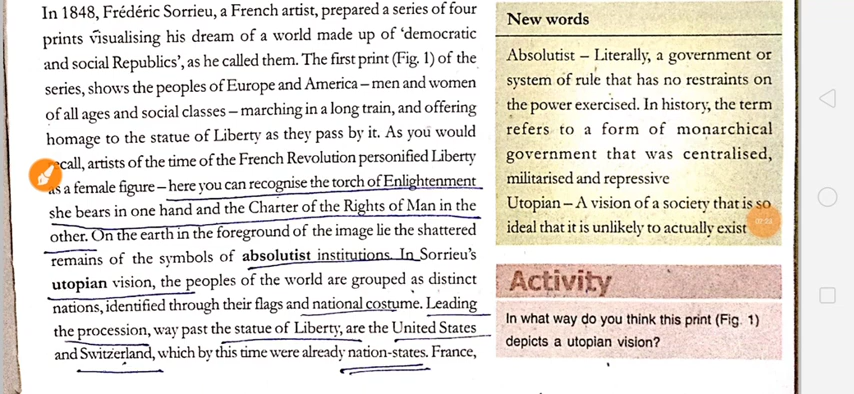 In 1848, Frédéric Sorrieu, a French artist, prepared a series of four
prints visualising his dream of a world made up of ‘democratic
and social Republics’, as he called them. The first print (Fig. 1) of the
series, shows the peoples of Europe and America – men and women
of all ages and social classes – marching in a long train, and offering
homage to the statue of Liberty as they pass by it. As you would
recall, artists of the time of the French Revolution personified Liberty
as a female figure – here you can recognise the torch of Enlightenment
she bears in one hand and the Charter of the Rights of Man in the
other. On the earth in the foreground of the image lie the shattered
remains of the symbols of absolutist institutions. In Sorrieu’s
utopian vision, the peoples of the world are grouped as distinct
nations, identified through their flags and national costume. Leading
the procession, way past the statue of Liberty, are the United States
and Switzerland, which by this time were already nation-states. France,
New words
Absolutist – Literally, a government or
system of rule that has no restraints on
the power exercised. In history, the term
refers to a form of monarchical
government that was centralised,
militarised and repressive
Utopian – A vision of a society that is so
ideal that it is unlikely to actually exist
Activity
In what way do you think this print (Fig. 1)
depicts a utopian vision?